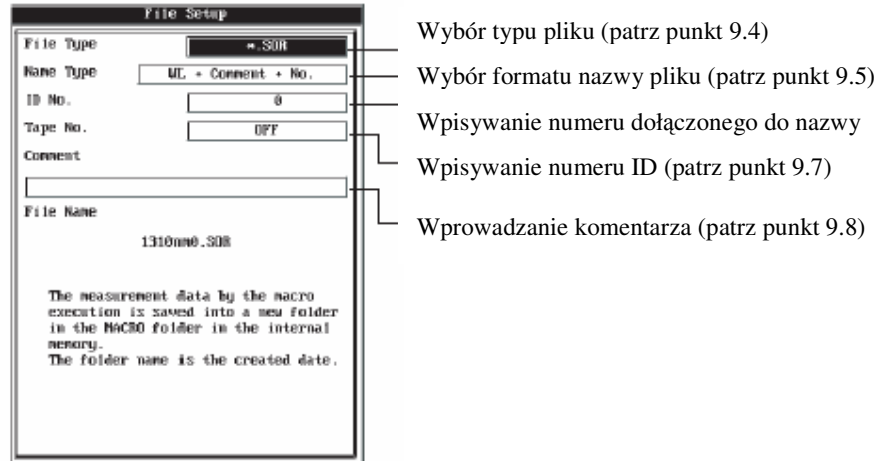 File Setup
File Type
*.SOR
Wybór typu pliku (patrz punkt 9.4)
Name Type
WL + Comment + No.
Wybór formatu nazwy pliku (patrz punkt 9.5)
ID No.
0
Wpisywanie numeru dołączonego do nazwy
Tape No.
OFF
Wpisywanie numeru ID (patrz punkt 9.7)
Comment
Wprowadzanie komentarza (patrz punkt 9.8)
File Name
1310nm0.SOR
The measurement data by the macro
execution is saved into a new folder
in the MACRO folder in the internal
memory.
The folder name is the created date.